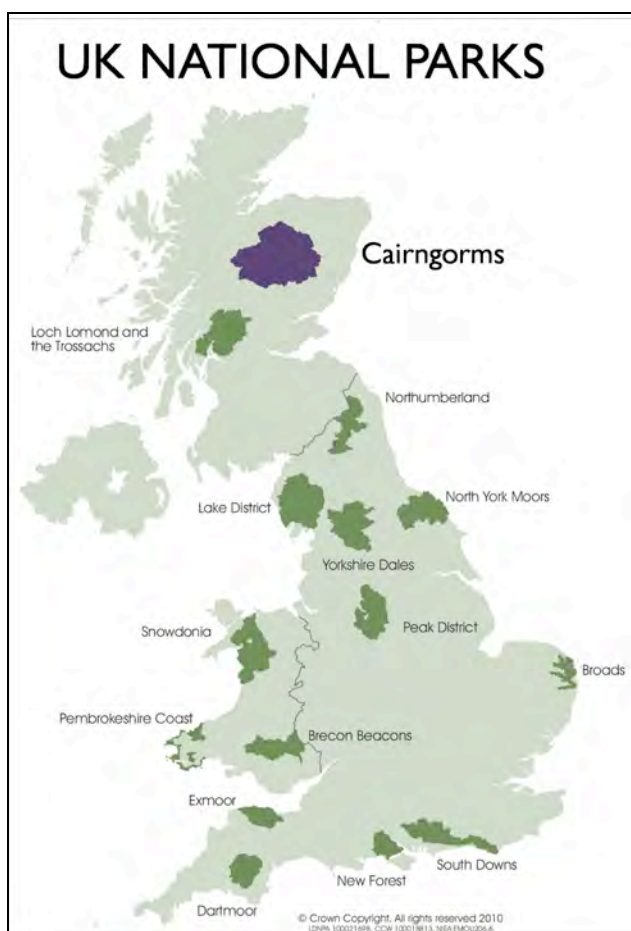 UK NATIONAL PARKS
Cairngorms
Loch Lomond and
the Trossachs
Northumberland
Lake District
North York Moors
Yorkshire Dales
Peak District
Snowdonia
Broads
Pembrokeshire Coast
Brecon Beacons
Exmoor
South Downs
New Forest
Dartmoor
© Crown Copyright. All rights reserved 2010